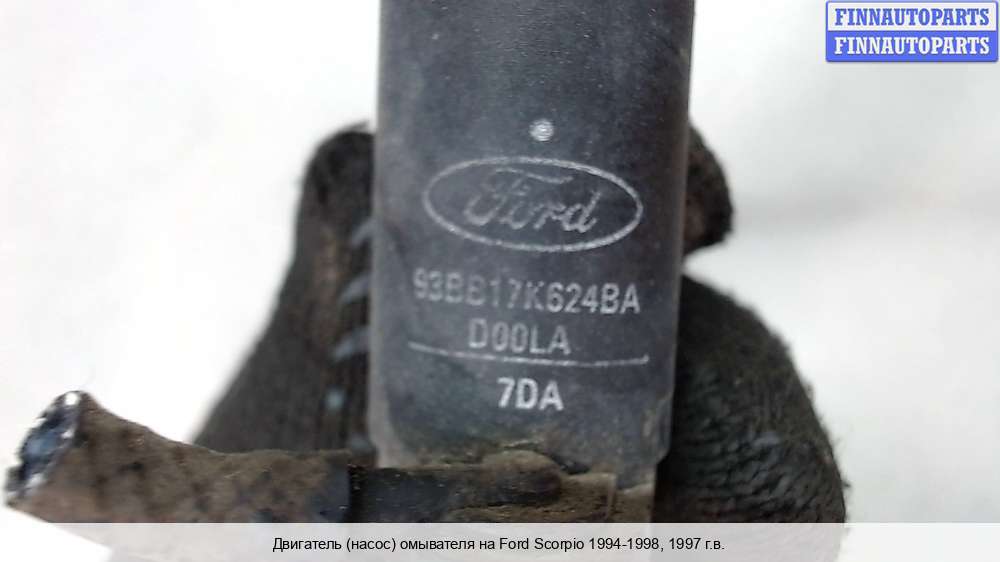 FINNAUTOPARTS
FINNAUTOPARTS
Ford
93BB17K624BA
D00LA
7DA
Двигатель (насос) омывателя на Ford Scorpio 1994-1998, 1997 г.в.